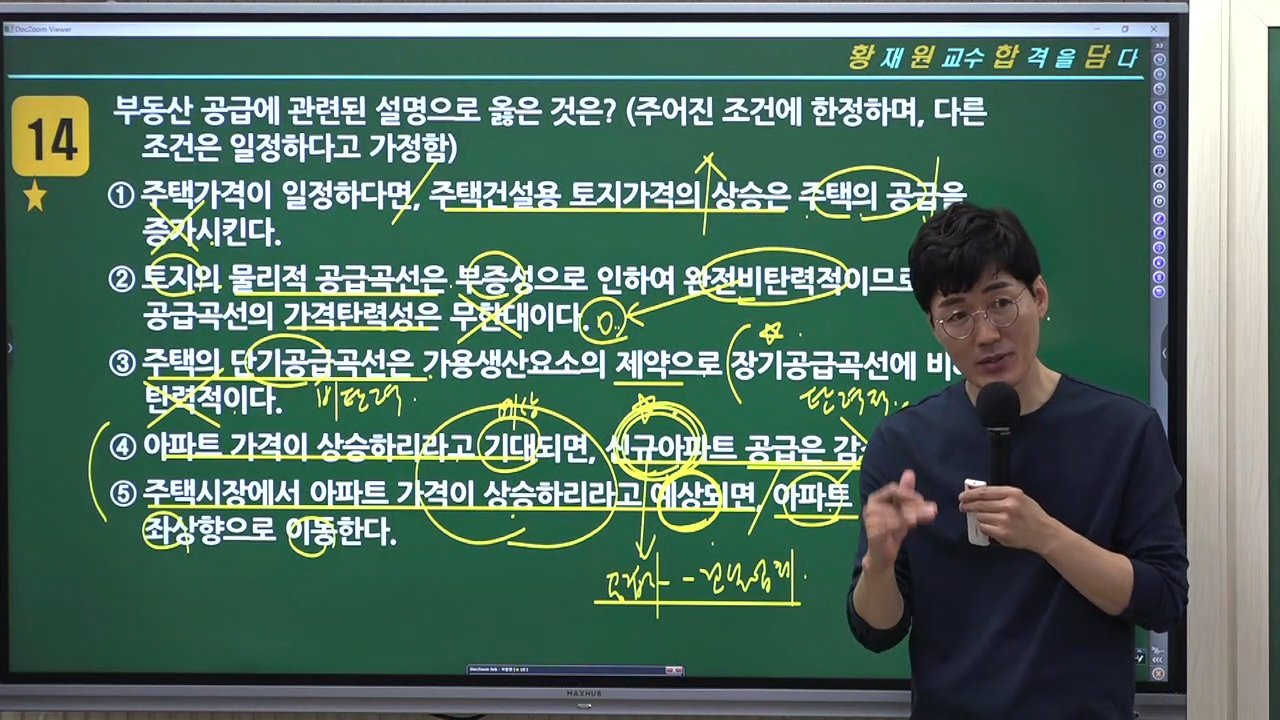 DocZoom Viewer
황재원교수합격을담다
14
부동산 공급에 관련된 설명으로 옳은 것은? (주어진 조건에 한정하며, 다른
조건은 일정하다고 가정함)
① 주택가격이 일정하다면, 주택건설용 토지가격의 상승은 주택의 공급을
증가시킨다.
② 토지의 물리적 공급곡선은 부증성으로 인하여 완전비탄력적이므로
공급곡선의 가격탄력성은 무한대이다.
0..
③ 주택의 단기공급곡선은 가용생산요소의 제약으로 장기공급곡선에 비
탄력적이다.
비탄력.
탄력적..
예상
④ 아파트 가격이 상승하리라고 기대되면, 신규아파트 공급은 감
⑤ 주택시장에서 아파트 가격이 상승하리라고 예상되면, 아파트
좌상향으로 이동한다.
MAXHUB